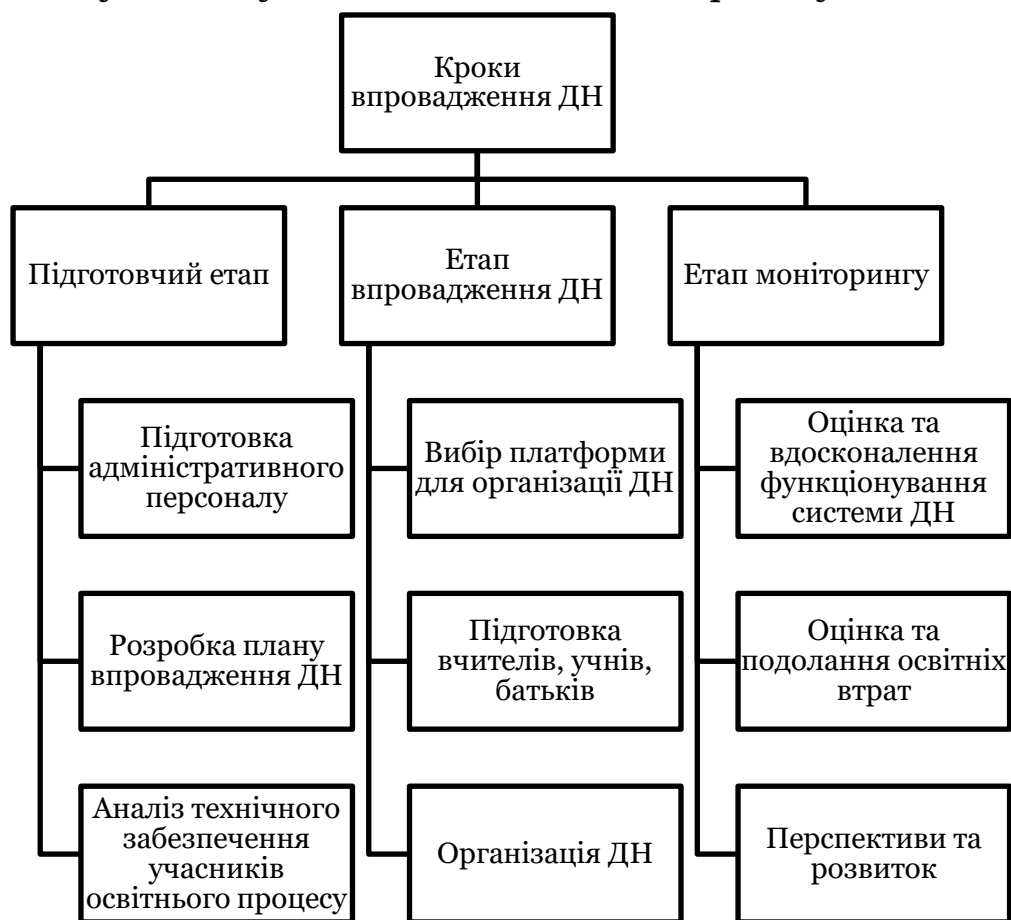 Кроки
впровадження ДН
Підготовчий етап
Етап
впровадження ДН
Етап моніторингу
Підготовка
адміністративного
персоналу
Вибір платформи
для організації ДН
Оцінка та
вдосконалення
функціонування
системи ДН
Розробка плану
впровадження ДН
Підготовка
вчителів, учнів,
батьків
Оцінка та
подолання освітніх
втрат
Аналіз технічного
забезпечення
учасників
освітнього процесу
Організація ДН
Перспективи та
розвиток